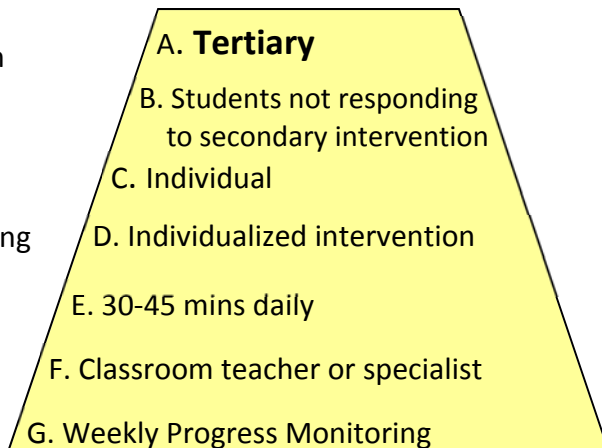 A. Tertiary
B. Students not responding
to secondary intervention
C. Individual
ng
D. Individualized intervention
E. 30-45 mins daily
F. Classroom teacher or specialist
G. Weekly Progress Monitoring